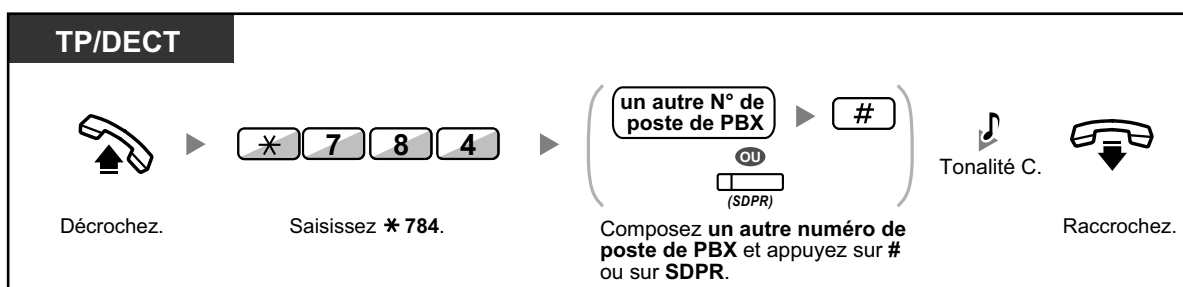 TP/DECT
un autre N° de
poste de PBX
#
OU
(SDPR)
* 7 8 4
Tonalité C.
Décrochez.
Saisissez * 784.
Composez un autre numéro de
poste de PBX et appuyez sur #
ou sur SDPR.
Raccrochez.